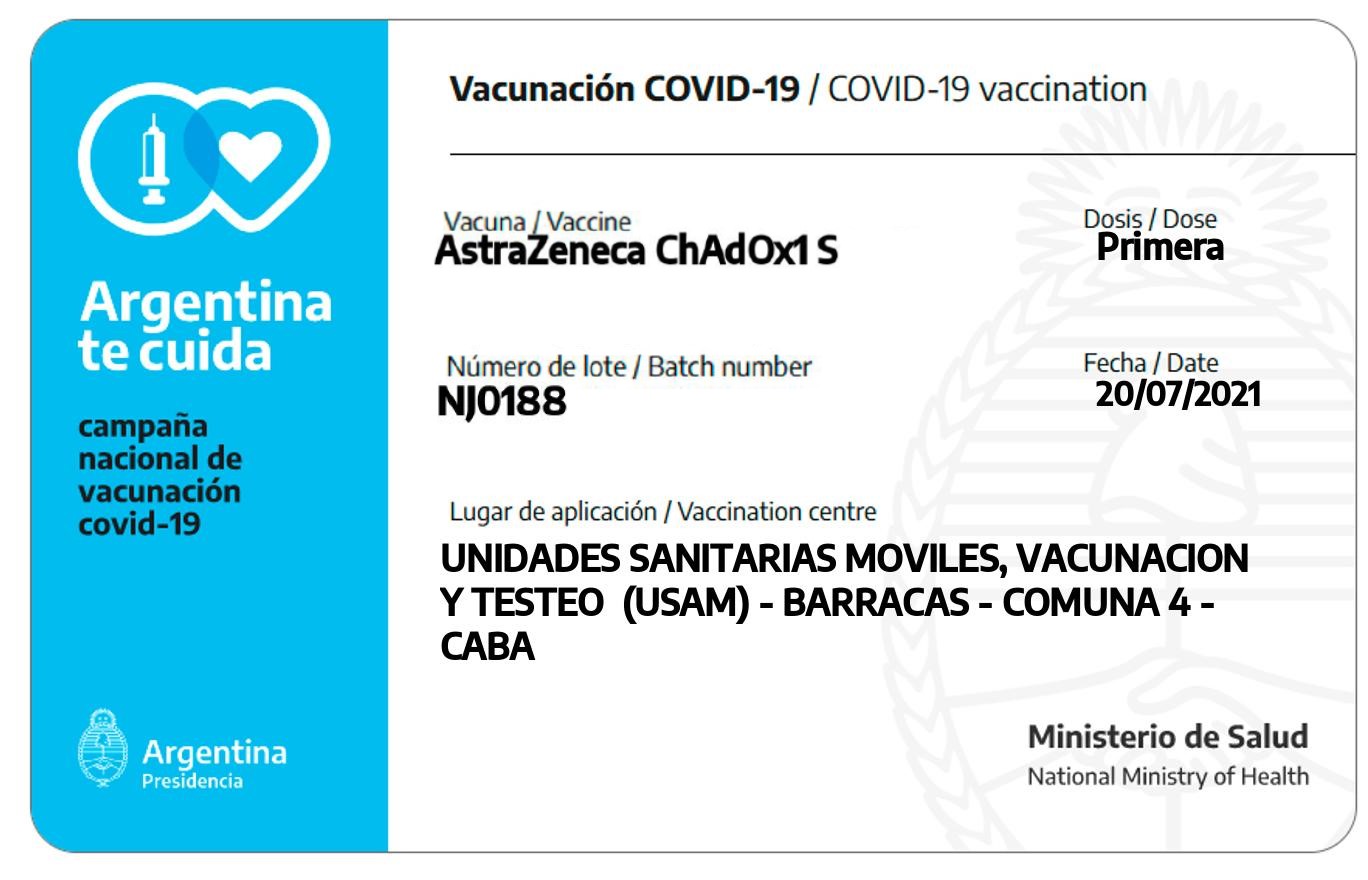 Argentina
te cuida
campaña
nacional de
vacunación
covid-19
Argentina
Presidencia
Vacunación COVID-19 / COVID-19 vaccination
Vacuna / Vaccine
AstraZeneca ChAdOx1 S
Dosis / Dose
Primera
Número de lote / Batch number
NJ0188
Fecha / Date
20/07/2021
Lugar de aplicación / Vaccination centre
UNIDADES SANITARIAS MOVILES, VACUNACION
Y TESTEO (USAM) - BARRACAS - COMUNA 4 -
CABA
Ministerio de Salud
National Ministry of Health